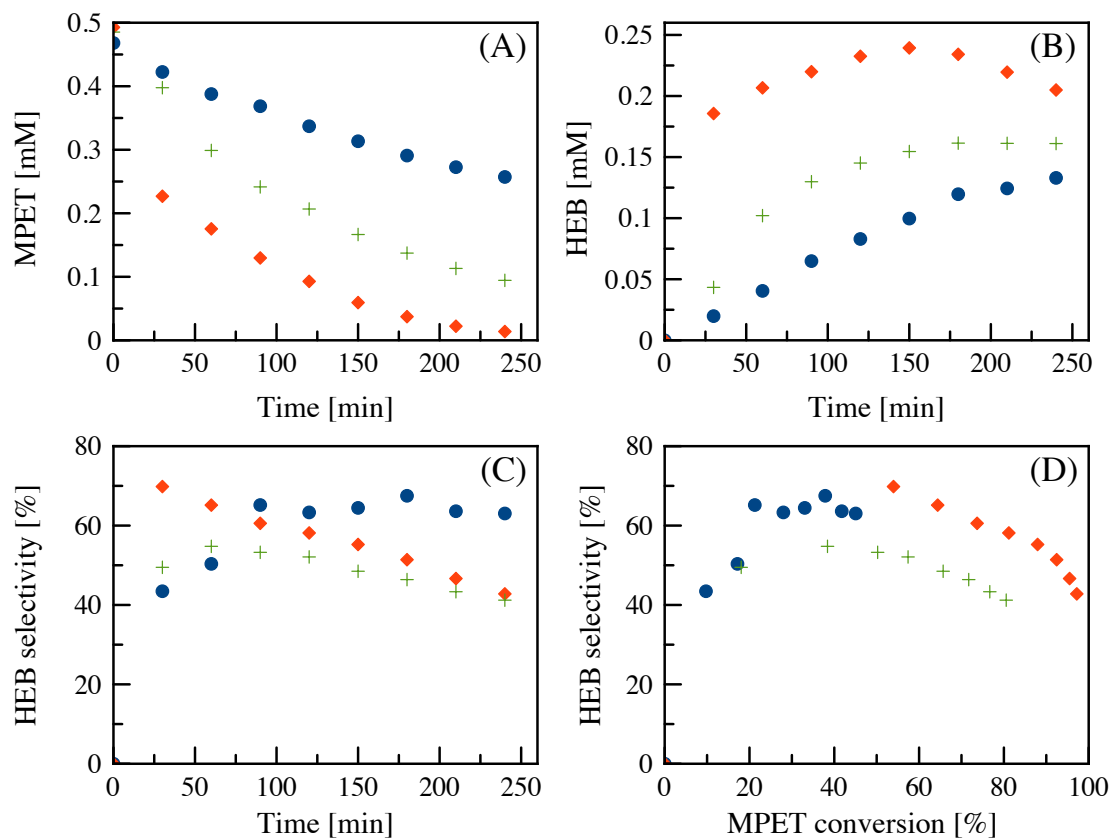 (A)
MPET [mM]
0.5
0.4
0.3
0.2
0.1
0
0 50 100 150 200 250
Time [min]
(B)
HEB [mM]
0.25
0.2
0.15
0.1
0.05
0
0 50 100 150 200 250
Time [min]
(C)
HEB selectivity [%]
80
60
40
20
0
0 50 100 150 200 250
Time [min]
(D)
HEB selectivity [%]
80
60
40
20
0
0 20 40 60 80 100
MPET conversion [%]